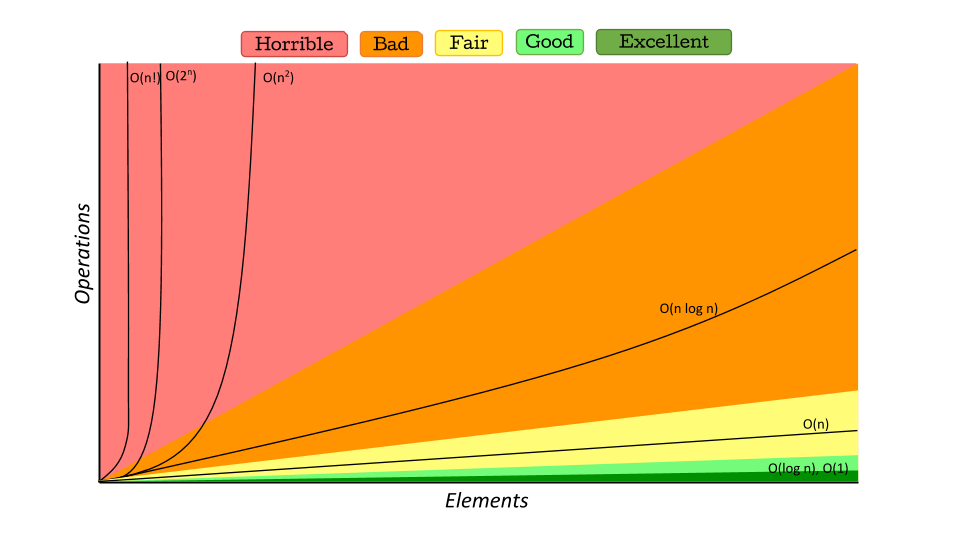 Horrible Bad Fair Good Excellent
O(n!) O(2ⁿ) O(n²)
Operations
O(n log n)
O(n)
O(log n), O(1)
Elements